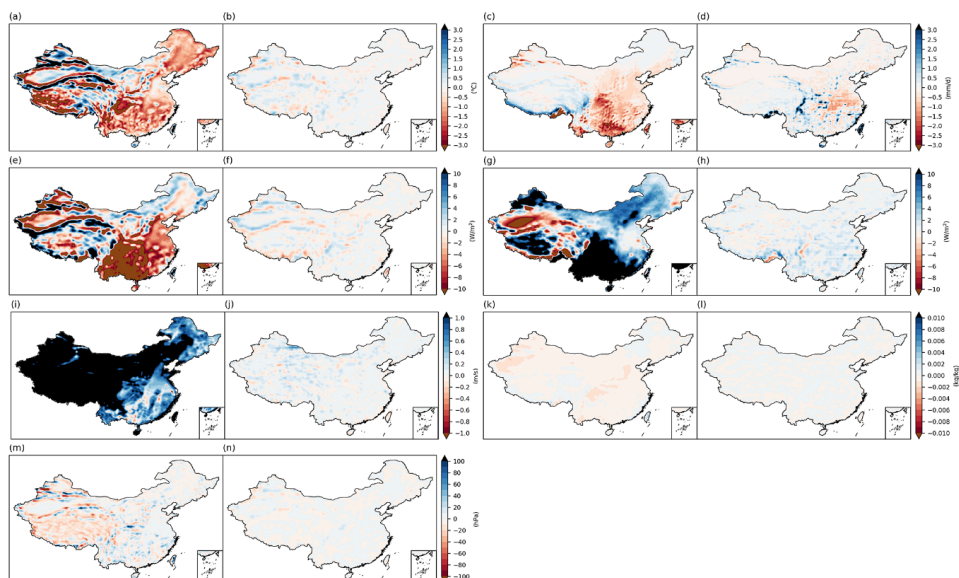 (a) (b) (c) (d)
3.0 2.5 2.0 1.5 1.0 0.5 0.0 −0.5 −1.0 −1.5 −2.0 −2.5 −3.0 (°C)
3.0 2.5 2.0 1.5 1.0 0.5 0.0 −0.5 −1.0 −1.5 −2.0 −2.5 −3.0 (mm/d)
(e) (f) (g) (h)
10 8 6 4 2 0 −2 −4 −6 −8 −10 (W/m²)
10 8 6 4 2 0 −2 −4 −6 −8 −10 (W/m²)
(i) (j) (k) (l)
1.0 0.8 0.6 0.4 0.2 0.0 −0.2 −0.4 −0.6 −0.8 −1.0 (m/s)
0.010 0.008 0.006 0.004 0.002 0.000 −0.002 −0.004 −0.006 −0.008 −0.010 (kg/kg)
(m) (n)
100 80 60 40 20 0 −20 −40 −60 −80 −100 (hPa)